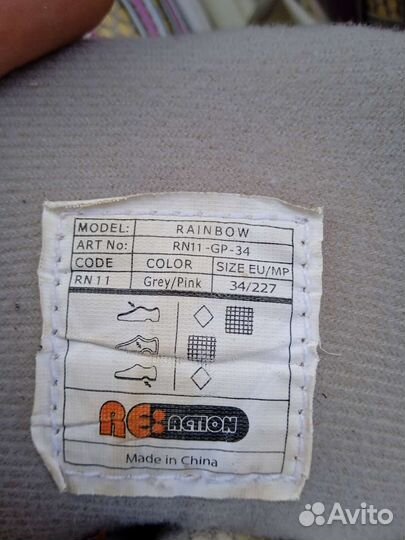 MODEL: RAINBOW
ART No: RN11-GP-34
CODE COLOR SIZE EU/MP
RN11 Grey/Pink 34/227
RE:ACTION
Made in China
Avito